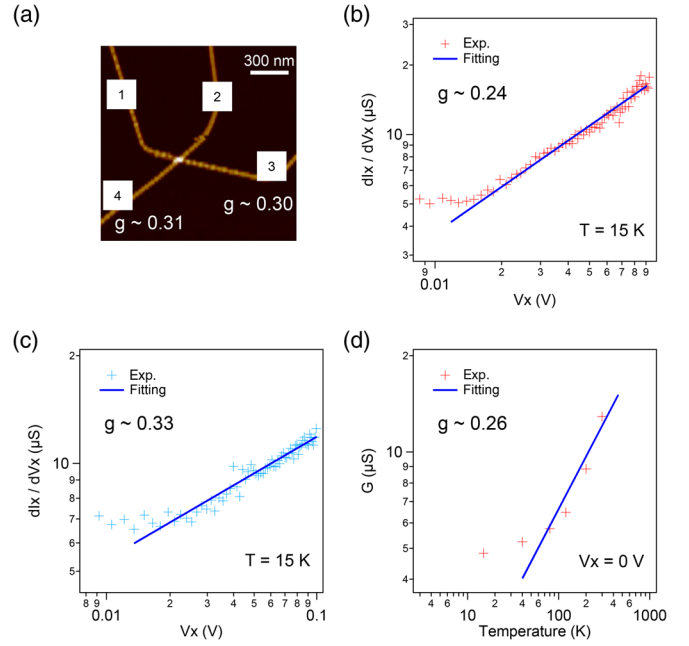 (a)
300 nm
1
2
3
4
g ~ 0.31
g ~ 0.30
(b)
Exp.
Fitting
g ~ 0.24
T = 15 K
dIx / dVx (µS)
3
2
10
9
8
7
6
5
4
3
9
0.01
2
3
4
5
6
7
8
9
Vx (V)
(c)
Exp.
Fitting
g ~ 0.33
T = 15 K
dIx / dVx (µS)
2
10
9
8
7
6
5
8 9
0.01
2
3
4
5
6
7
8
9
0.1
Vx (V)
(d)
Exp.
Fitting
g ~ 0.26
Vx = 0 V
G (µS)
10
9
8
7
6
5
4
4 6
10
2 4 6
100
2 4 6
1000
Temperature (K)